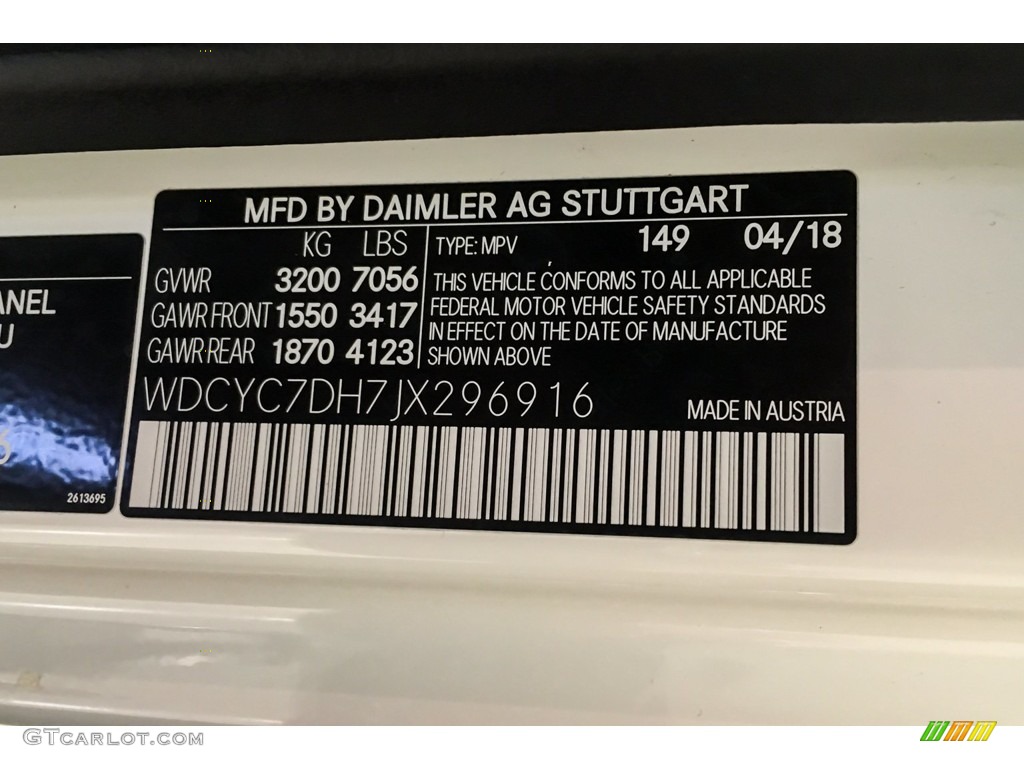 MFD BY DAIMLER AG STUTTGART
KG LBS
GVWR 3200 7056
GAWR FRONT 1550 3417
GAWR REAR 1870 4123
TYPE: MPV 149 04/18
THIS VEHICLE CONFORMS TO ALL APPLICABLE
FEDERAL MOTOR VEHICLE SAFETY STANDARDS
IN EFFECT ON THE DATE OF MANUFACTURE
SHOWN ABOVE
WDCYC7DH7JX296916
MADE IN AUSTRIA
2613695
GTCARLOT.COM